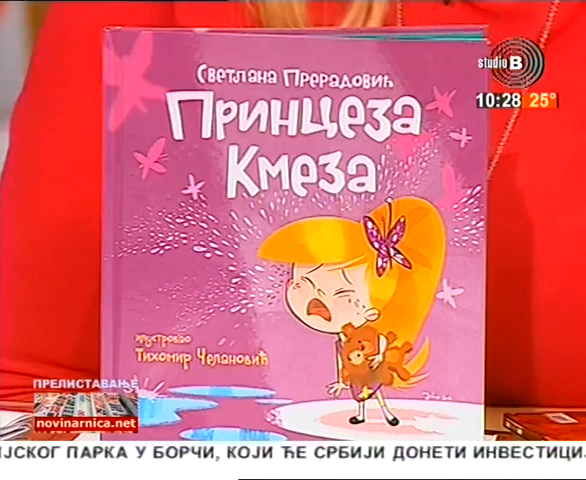 Светлана Прерадовић
Принцеза
Кмеза
илустровао
Тихомир Челановић
studio B
10:28 25°
ПРЕЛИСТАВАЊЕ
novinarnica.net
ЈСКОГ ПАРКА У БОРЧИ, КОЈИ ЋЕ СРБИЈИ ДОНЕТИ ИНВЕСТИЦИЈ